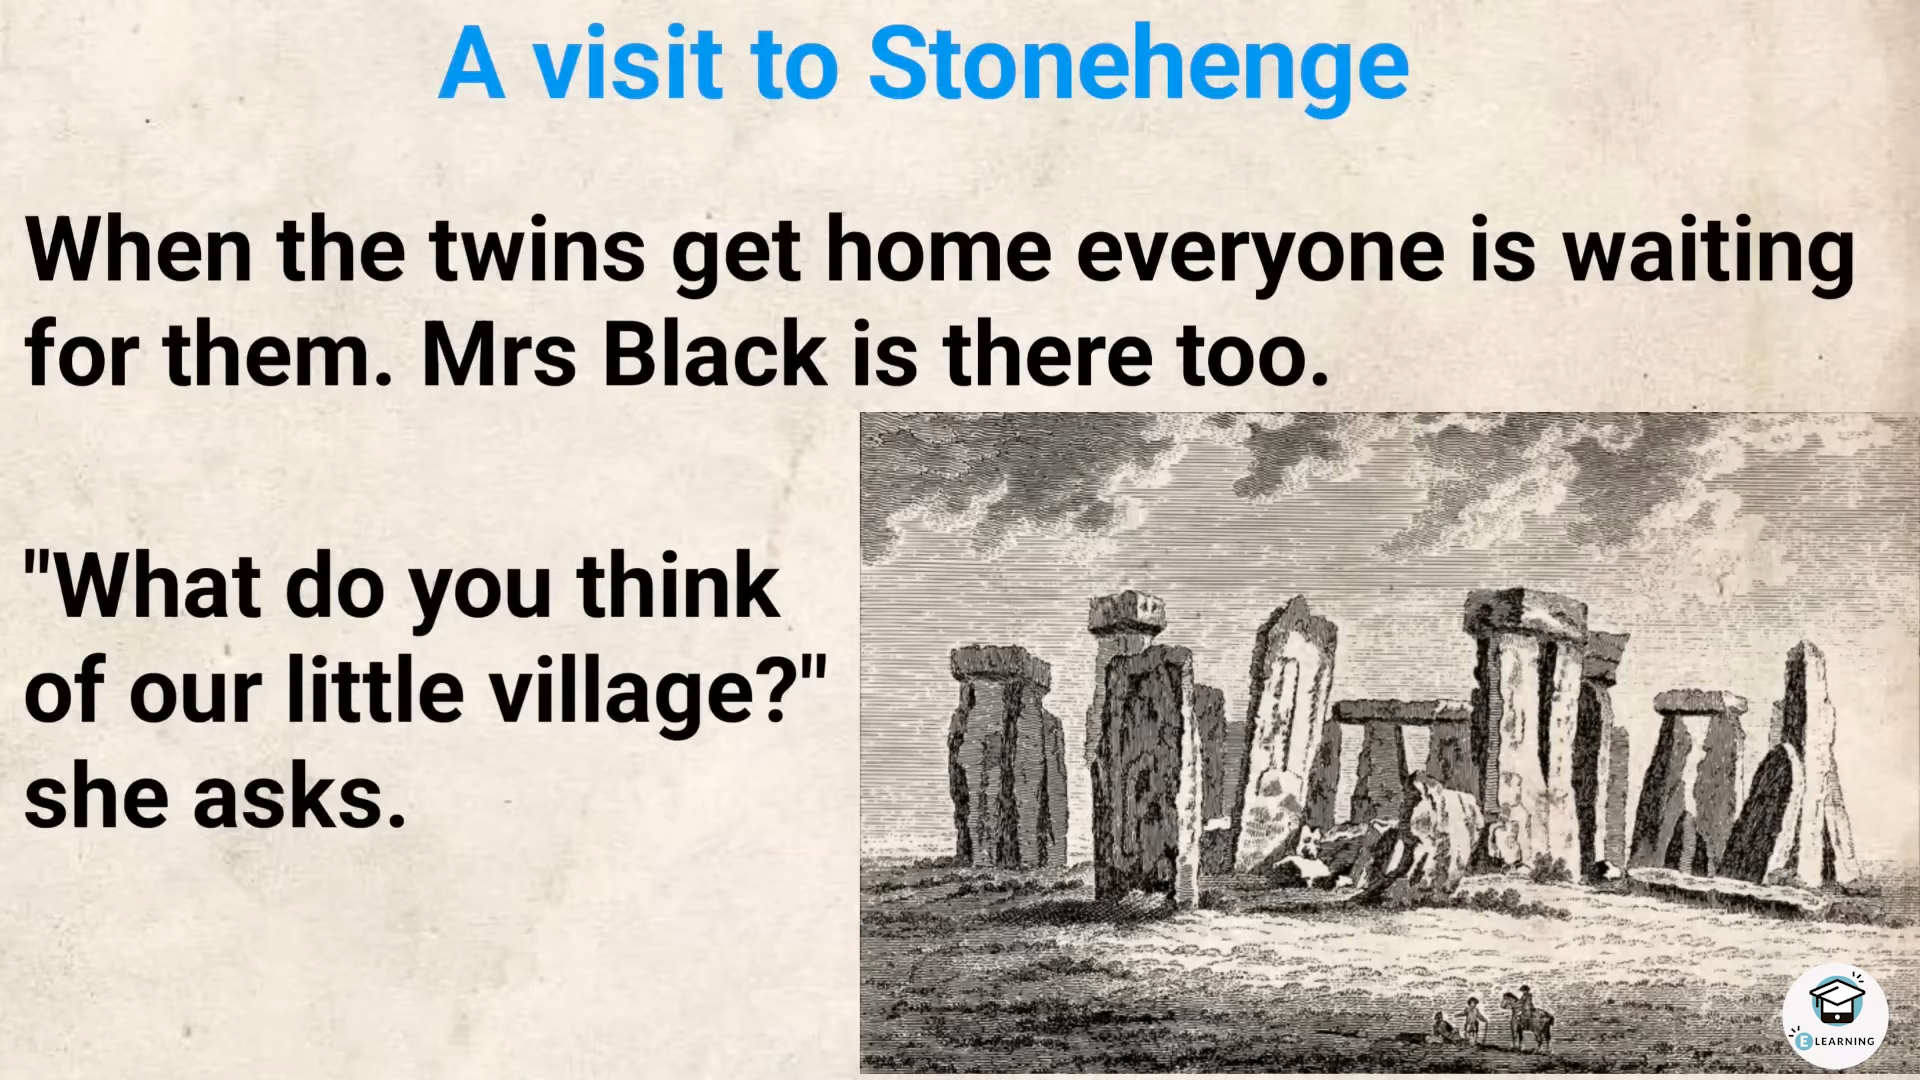 A visit to Stonehenge
When the twins get home everyone is waiting
for them. Mrs Black is there too.
"What do you think
of our little village?"
she asks.
E LEARNING